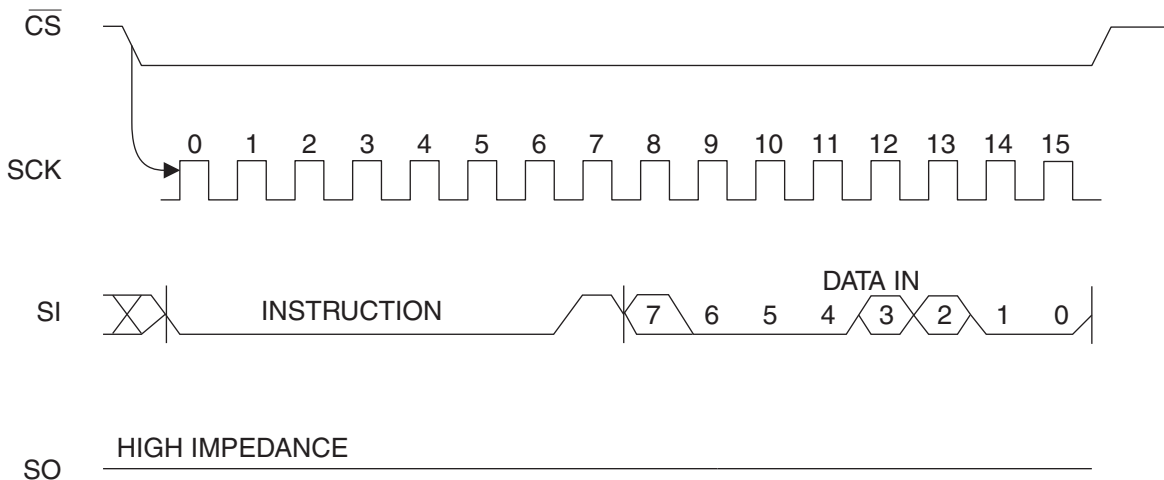 C̅S̅
0 1 2 3 4 5 6 7 8 9 10 11 12 13 14 15
SCK
DATA IN
SI INSTRUCTION 7 6 5 4 3 2 1 0
HIGH IMPEDANCE
SO